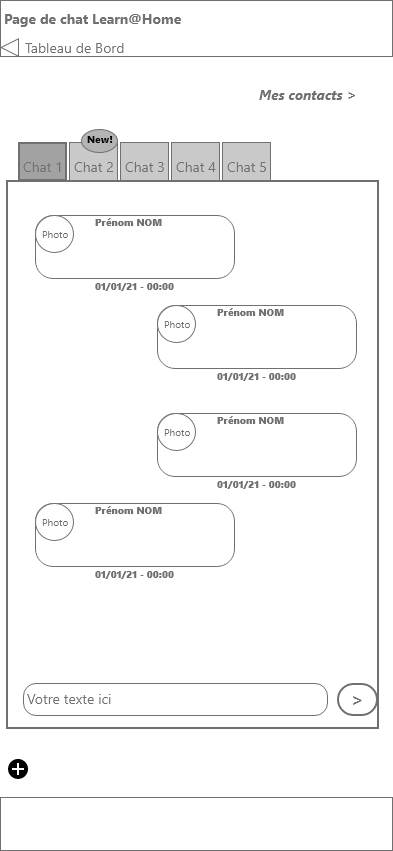 Page de chat Learn@Home
Tableau de Bord
Mes contacts >
New!
Chat 1 Chat 2 Chat 3 Chat 4 Chat 5
Prénom NOM
Photo
01/01/21 - 00:00
Prénom NOM
Photo
01/01/21 - 00:00
Prénom NOM
Photo
01/01/21 - 00:00
Prénom NOM
Photo
01/01/21 - 00:00
Votre texte ici >